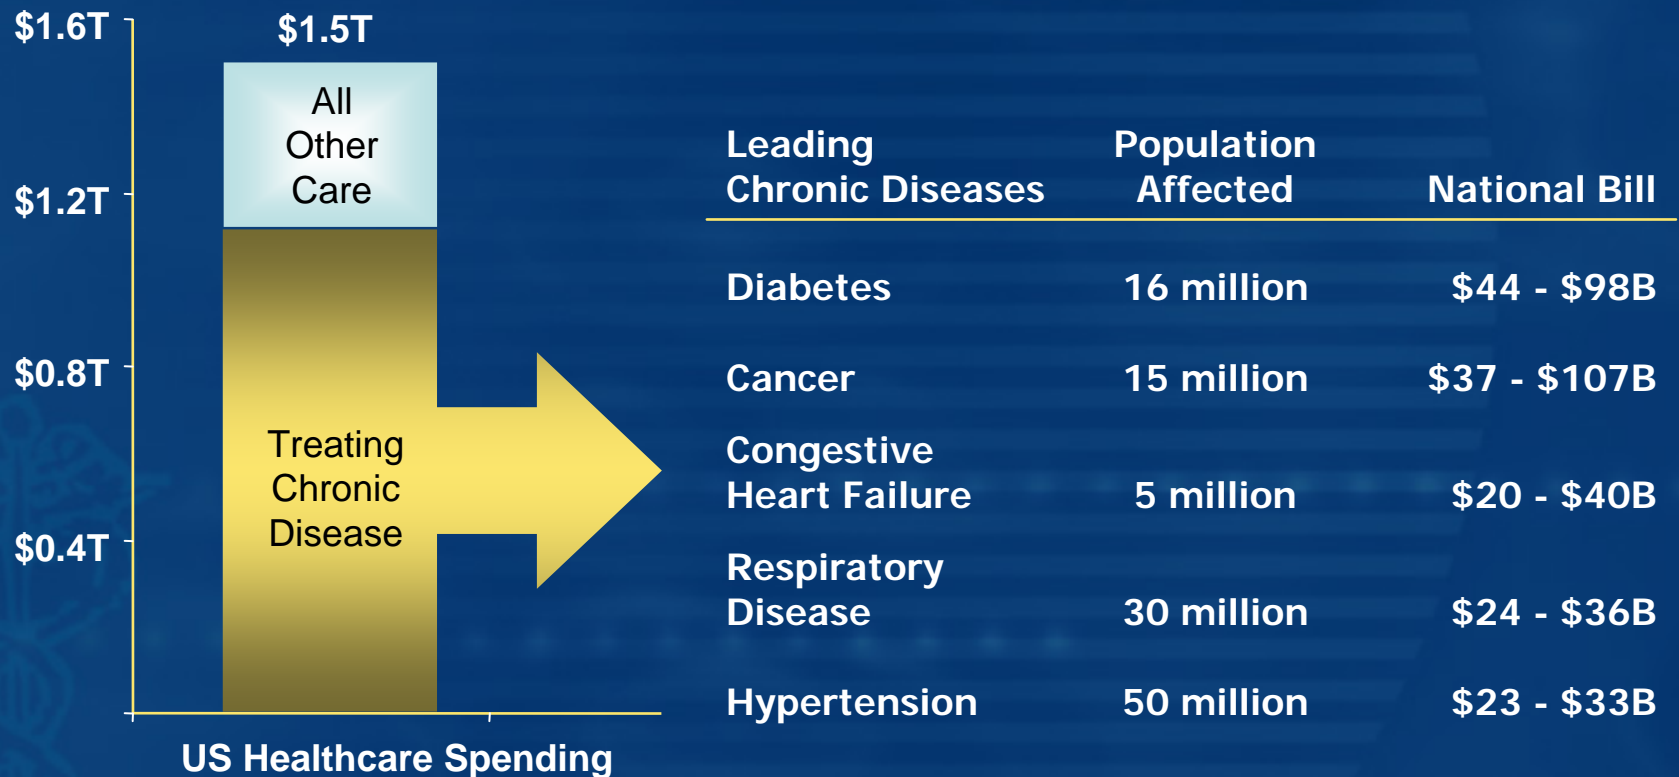 $1.6T
$1.5T
All
Other
Care
$1.2T
$0.8T
Treating
Chronic
Disease
$0.4T
US Healthcare Spending
Leading Chronic Diseases Population Affected National Bill
Diabetes 16 million $44 - $98B
Cancer 15 million $37 - $107B
Congestive
Heart Failure 5 million $20 - $40B
Respiratory
Disease 30 million $24 - $36B
Hypertension 50 million $23 - $33B